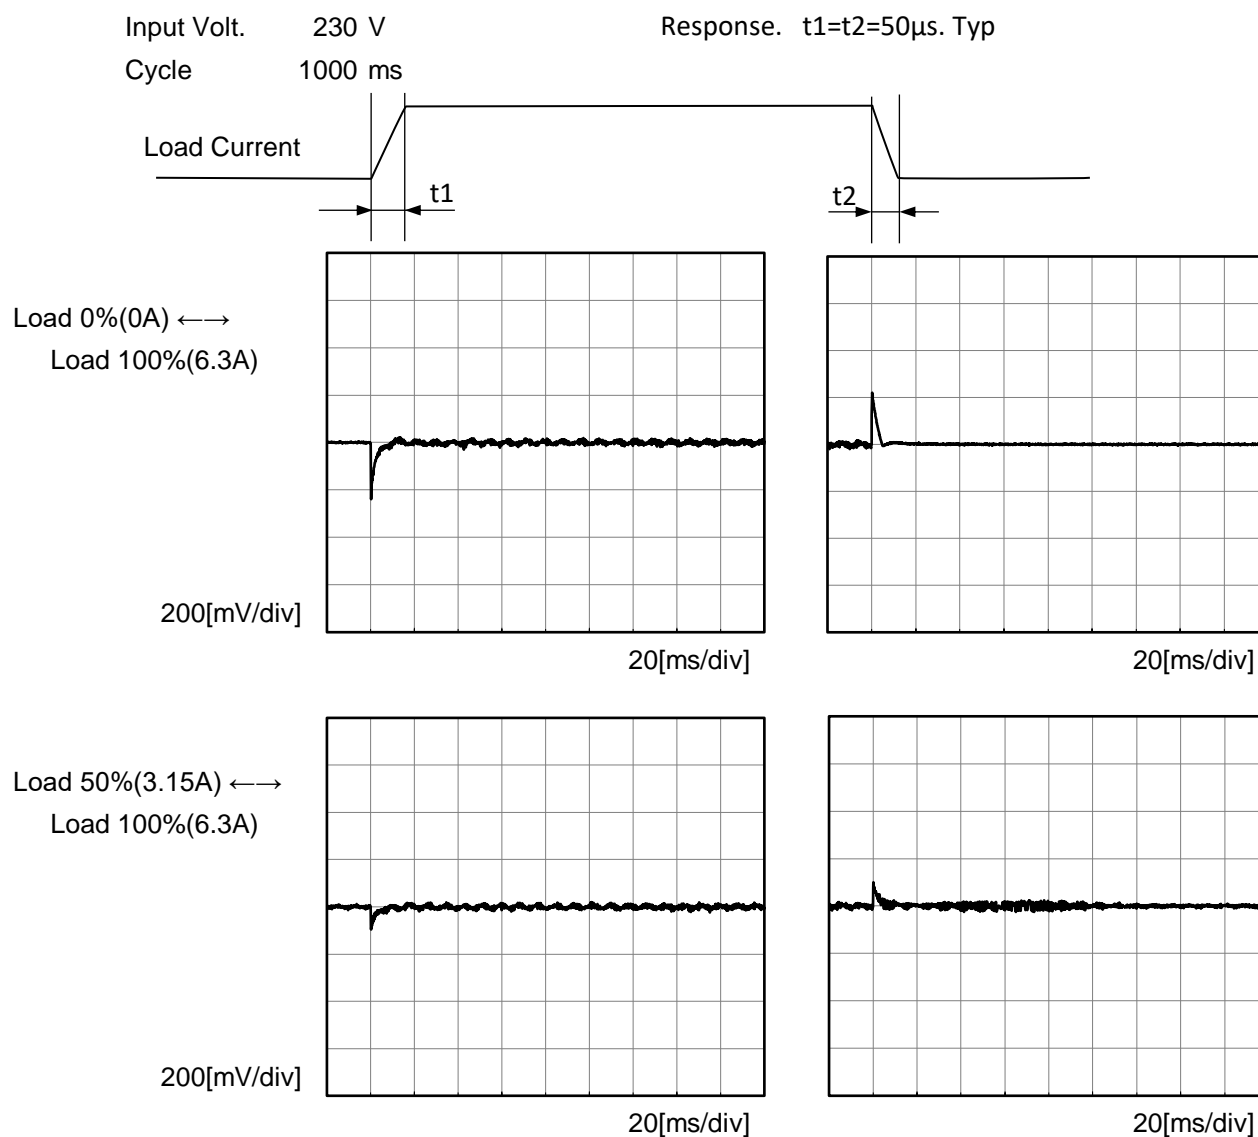 Input Volt. 230 V Response. t1=t2=50µs. Typ
Cycle 1000 ms
Load Current
t1
t2
Load 0%(0A) ←→
Load 100%(6.3A)
200[mV/div]
20[ms/div] 20[ms/div]
Load 50%(3.15A) ←→
Load 100%(6.3A)
200[mV/div]
20[ms/div] 20[ms/div]